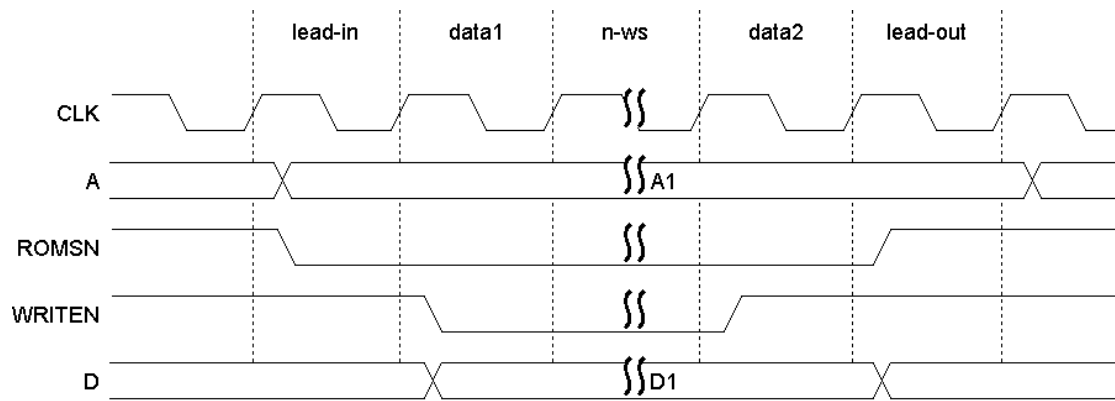 lead-in data1 n-ws data2 lead-out
CLK
A A1
ROMSN
WRITEN
D D1